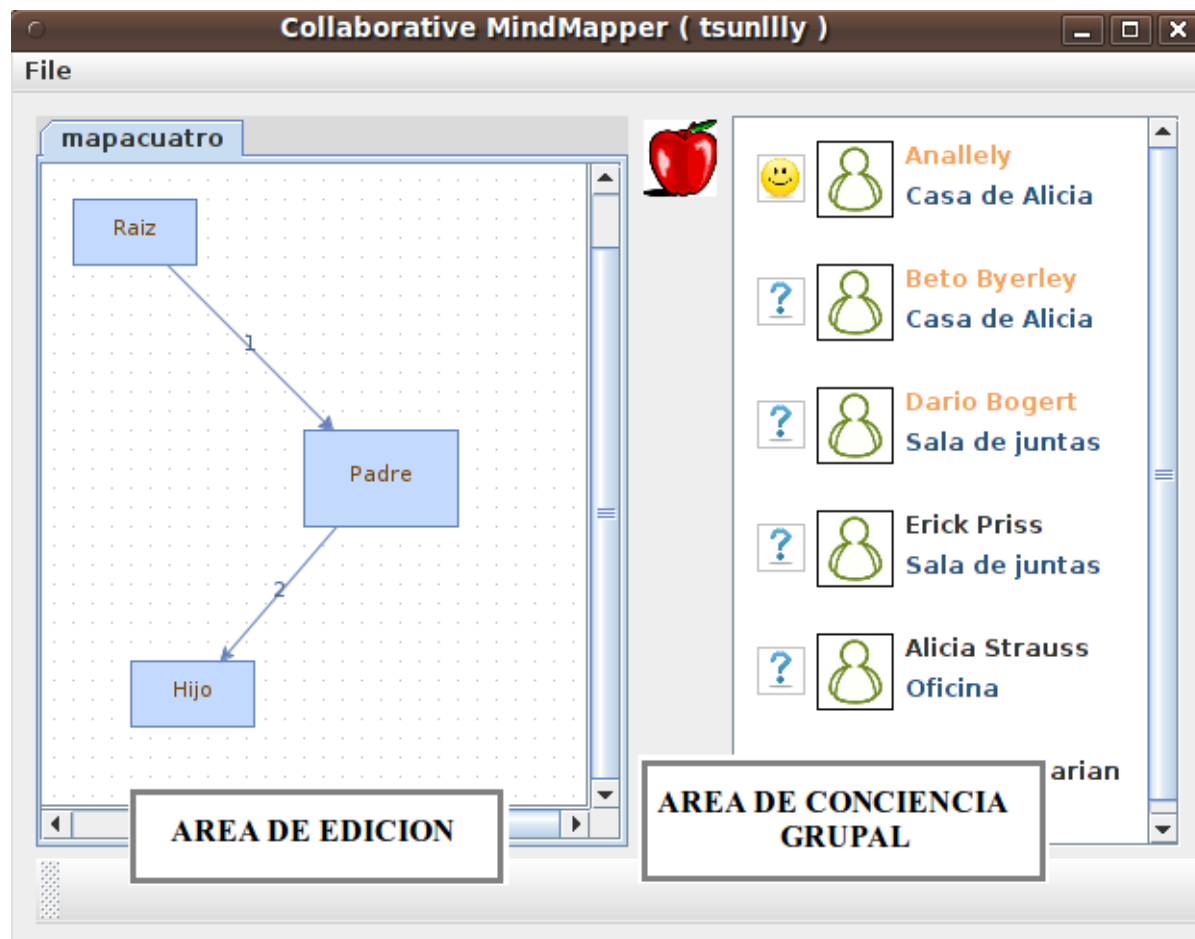 Collaborative MindMapper ( tsunllly )
File
mapacuatro
Raiz
1
Padre
2
Hijo
AREA DE EDICION
Anallely
Casa de Alicia
? Beto Byerley
Casa de Alicia
? Dario Bogert
Sala de juntas
? Erick Priss
Sala de juntas
? Alicia Strauss
Oficina
arian
AREA DE CONCIENCIA
GRUPAL